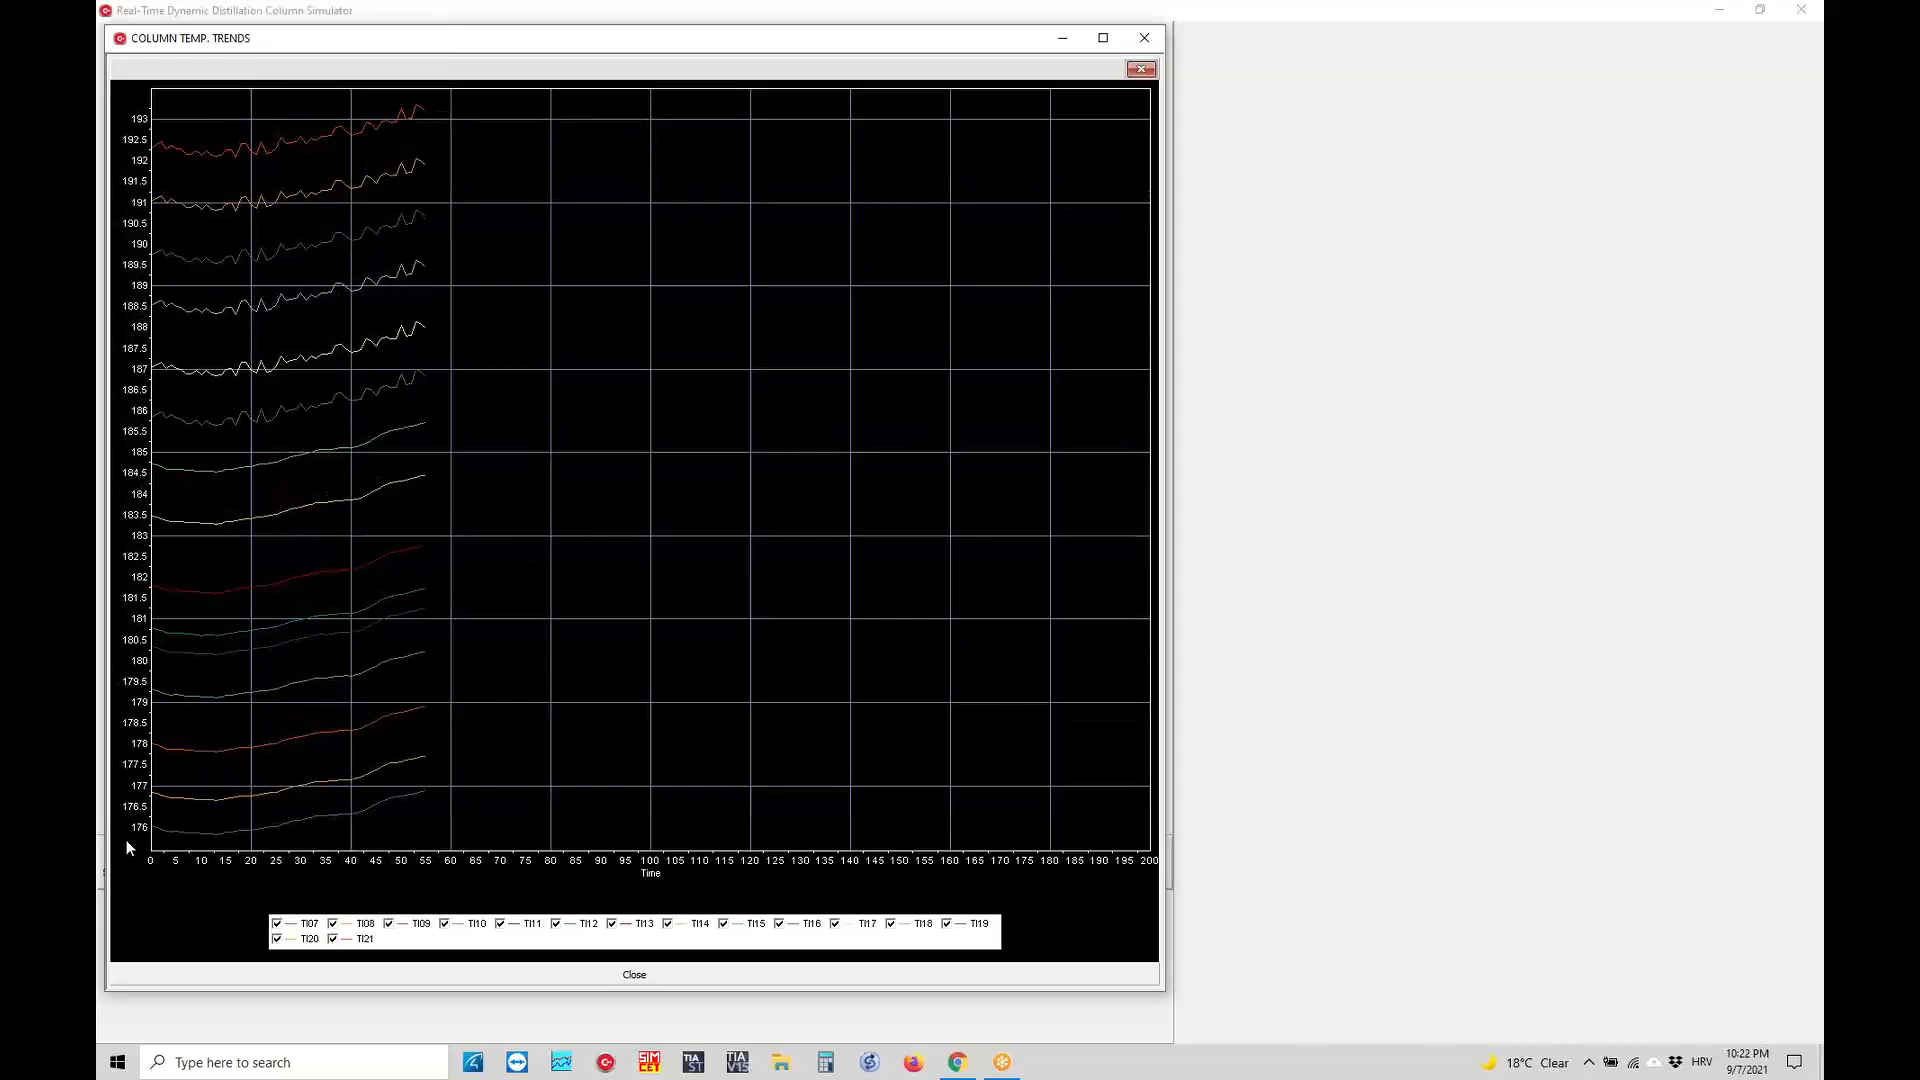 Real-Time Dynamic Distillation Column Simulator
COLUMN TEMP. TRENDS
193
192.5
192
191.5
191
190.5
190
189.5
189
188.5
188
187.5
187
186.5
186
185.5
185
184.5
184
183.5
183
182.5
182
181.5
181
180.5
180
179.5
179
178.5
178
177.5
177
176.5
176
0 5 10 15 20 25 30 35 40 45 50 55 60 65 70 75 80 85 90 95 100 105 110 115 120 125 130 135 140 145 150 155 160 165 170 175 180 185 190 195 200
Time
TI07 TI08 TI09 TI10 TI11 TI12 TI13 TI14 TI15 TI16 TI17 TI18 TI19
TI20 TI21
Close
Type here to search
SIM CET
TIA ST
TIA V15
18°C Clear
HRV
10:22 PM
9/7/2021